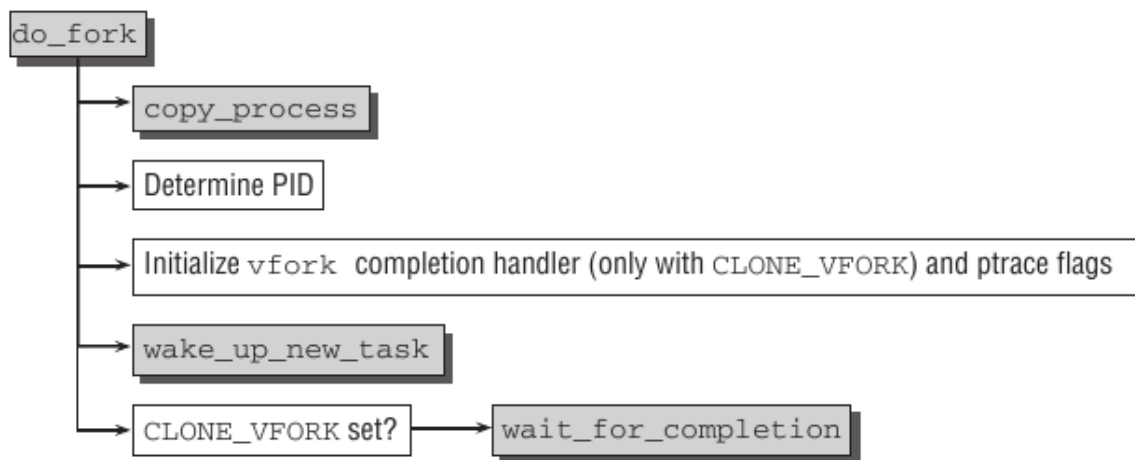 do_fork
copy_process
Determine PID
Initialize vfork completion handler (only with CLONE_VFORK) and ptrace flags
wake_up_new_task
CLONE_VFORK set?
wait_for_completion